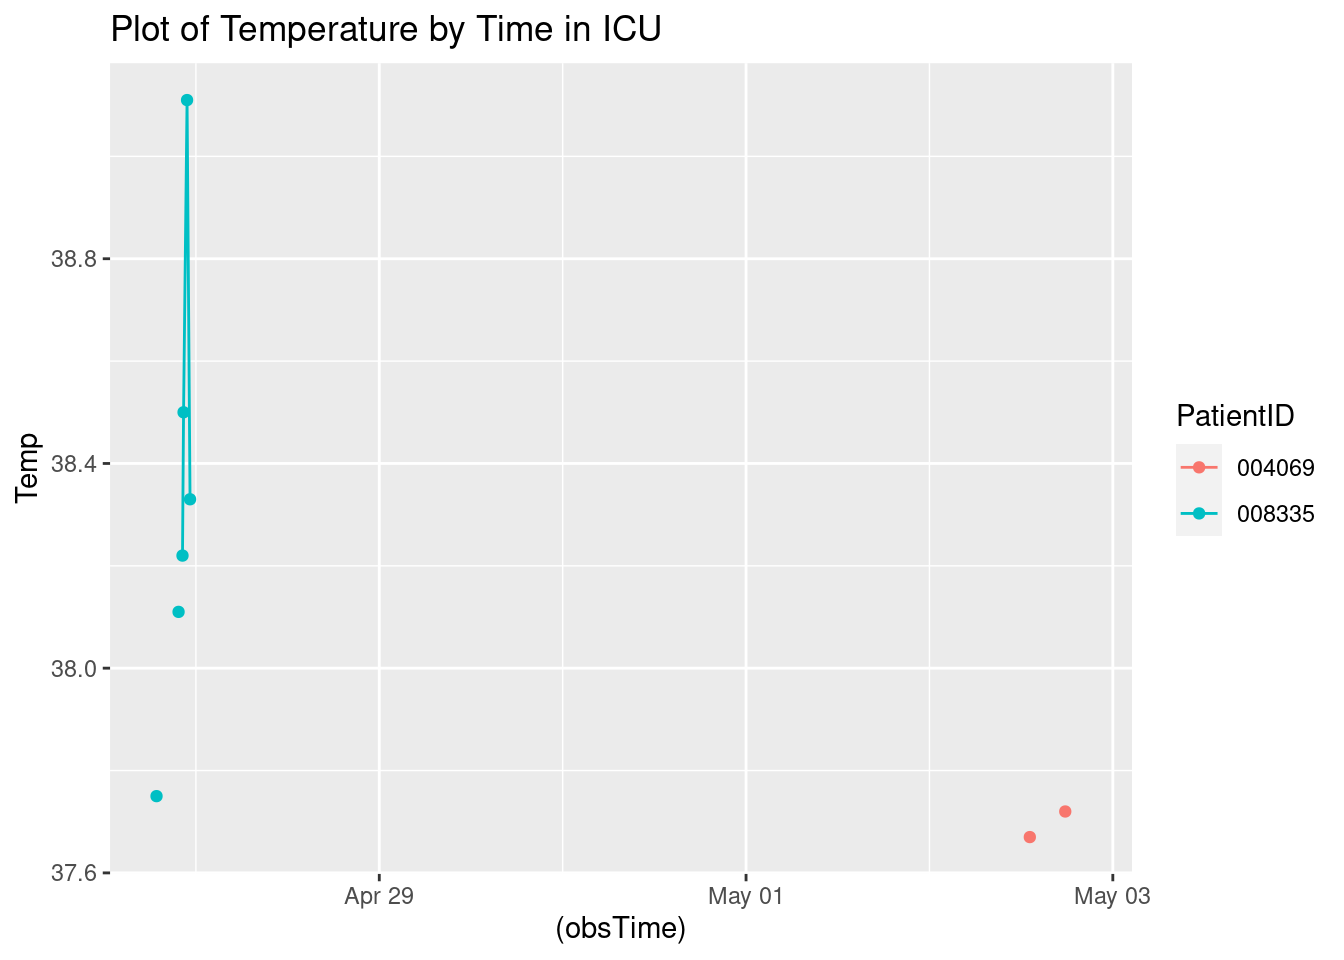 Plot of Temperature by Time in ICU
Temp
38.8
38.4
38.0
37.6
Apr 29
May 01
May 03
(obsTime)
PatientID
004069
008335